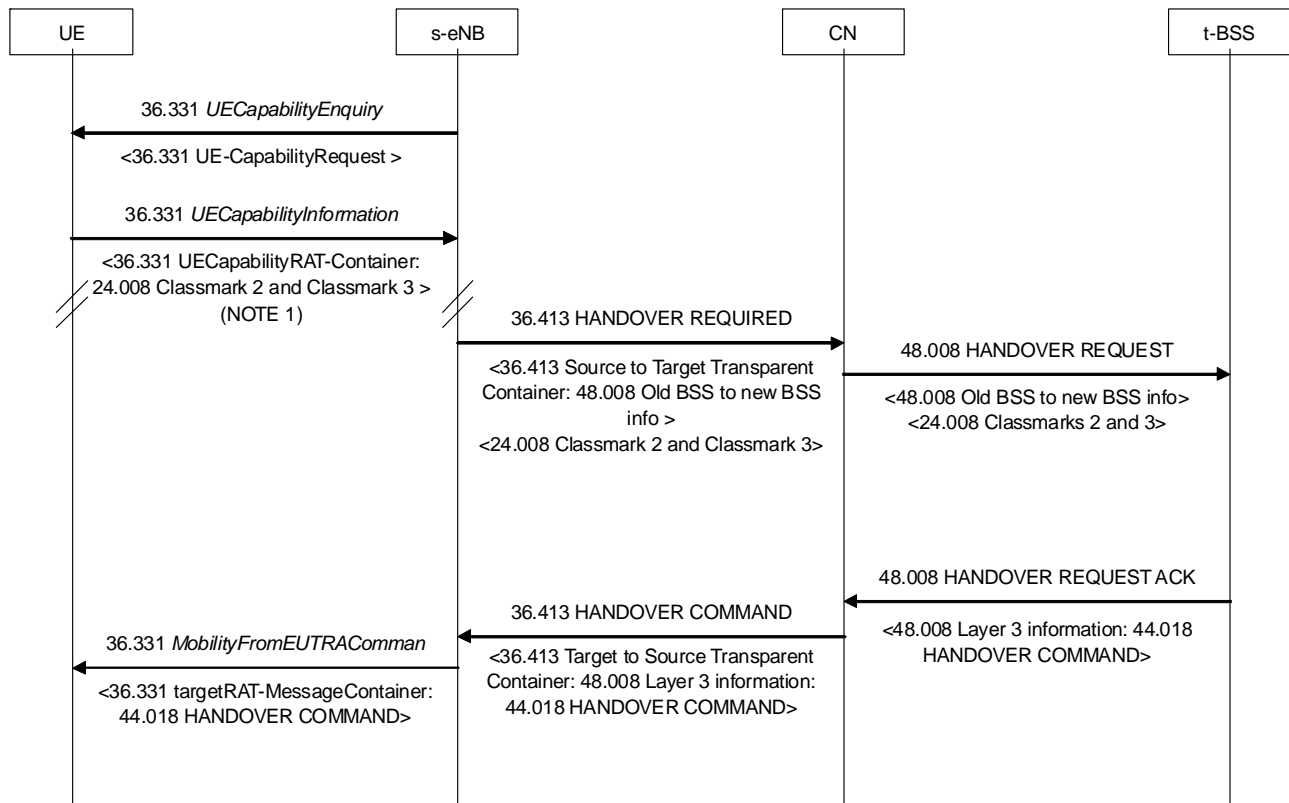 UE
s-eNB
CN
t-BSS
36.331 UECapabilityEnquiry
<36.331 UE-CapabilityRequest >
36.331 UECapabilityInformation
<36.331 UECapabilityRAT-Container:
24.008 Classmark 2 and Classmark 3 >
(NOTE 1)
36.413 HANDOVER REQUIRED
<36.413 Source to Target Transparent
Container: 48.008 Old BSS to new BSS
info >
<24.008 Classmark 2 and Classmark 3>
48.008 HANDOVER REQUEST
<48.008 Old BSS to new BSS info>
<24.008 Classmarks 2 and 3>
48.008 HANDOVER REQUEST ACK
<48.008 Layer 3 information: 44.018
HANDOVER COMMAND>
36.413 HANDOVER COMMAND
<36.413 Target to Source Transparent
Container: 48.008 Layer 3 information:
44.018 HANDOVER COMMAND>
36.331 MobilityFromEUTRAComman
<36.331 targetRAT-MessageContainer:
44.018 HANDOVER COMMAND>